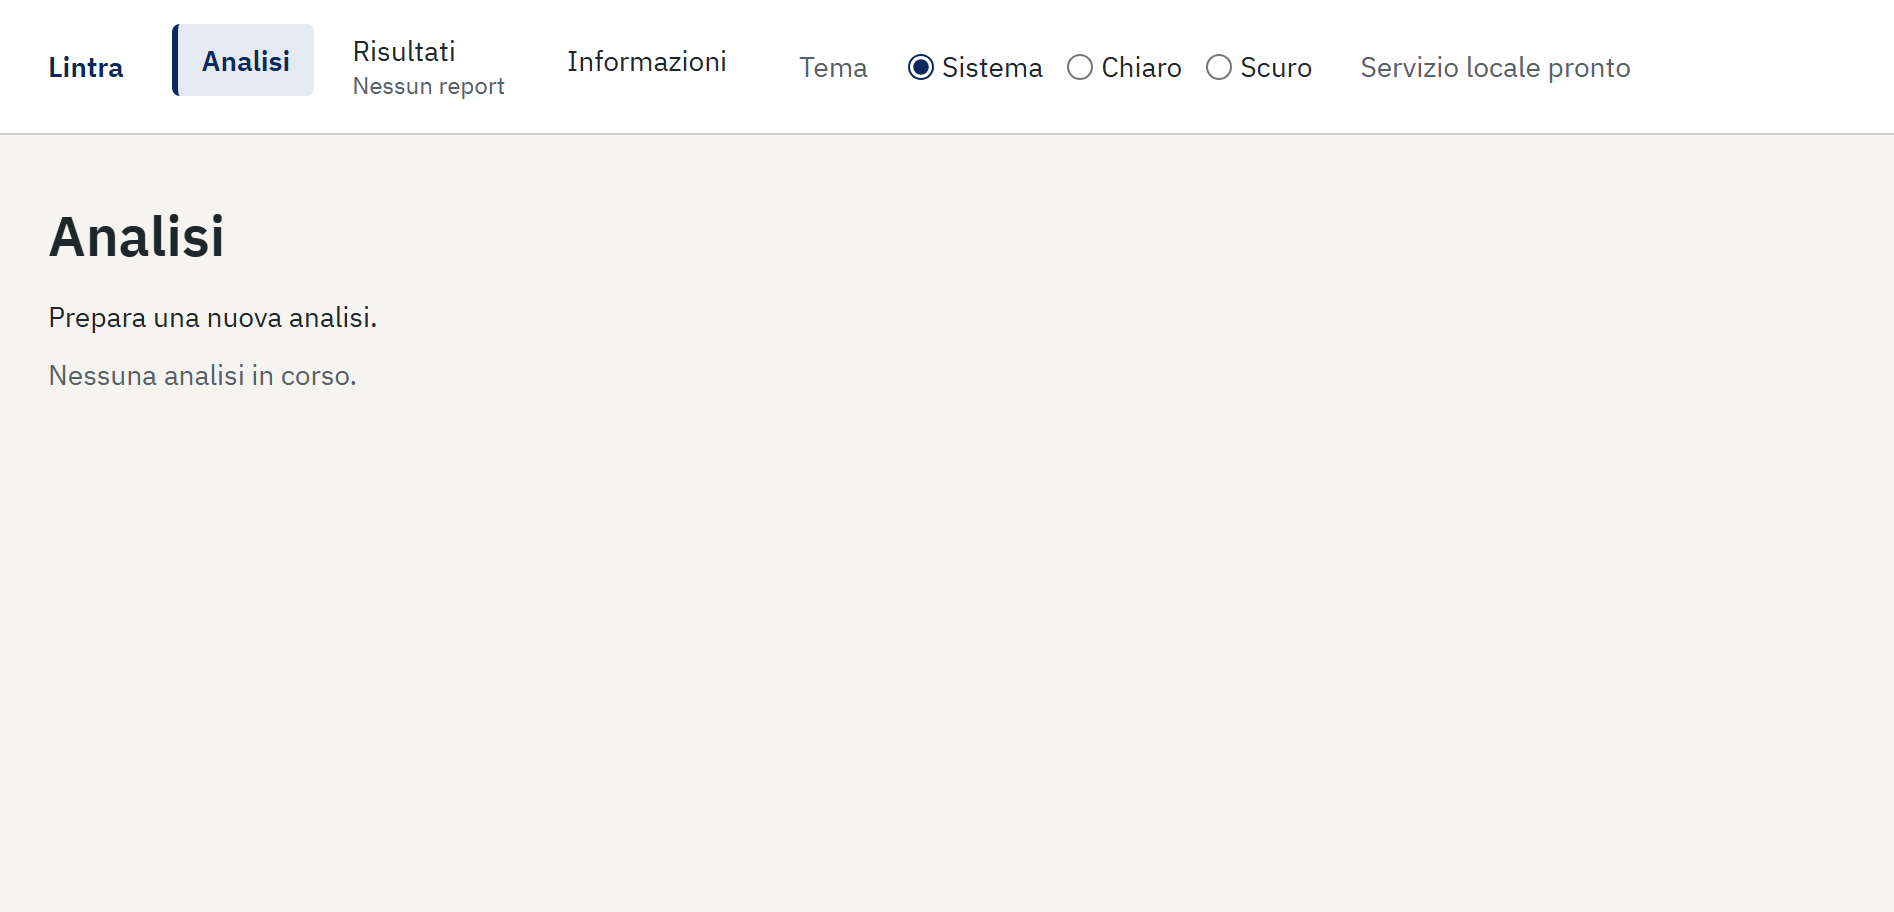 Lintra
Analisi
Risultati
Nessun report
Informazioni
Tema
Sistema
Chiaro
Scuro
Servizio locale pronto
Analisi
Prepara una nuova analisi.
Nessuna analisi in corso.